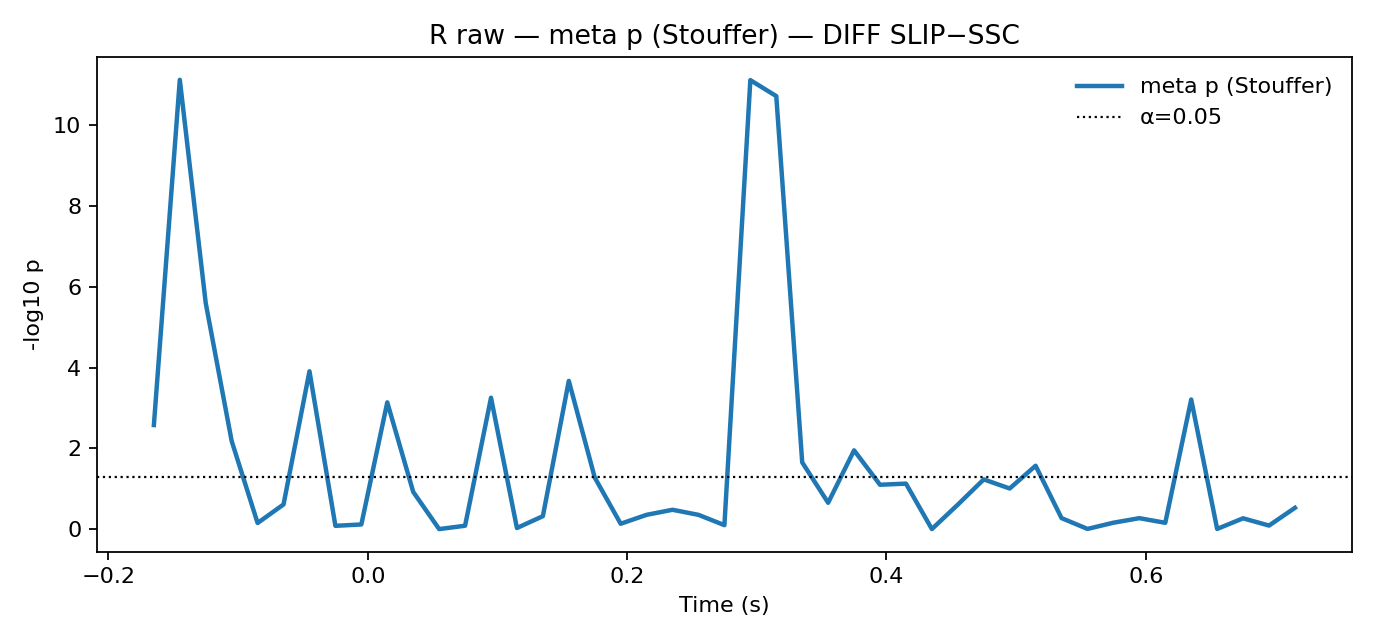 R raw — meta p (Stouffer) — DIFF SLIP−SSC
meta p (Stouffer)
α=0.05
-log10 p
10
8
6
4
2
0
−0.2
0.0
0.2
0.4
0.6
Time (s)